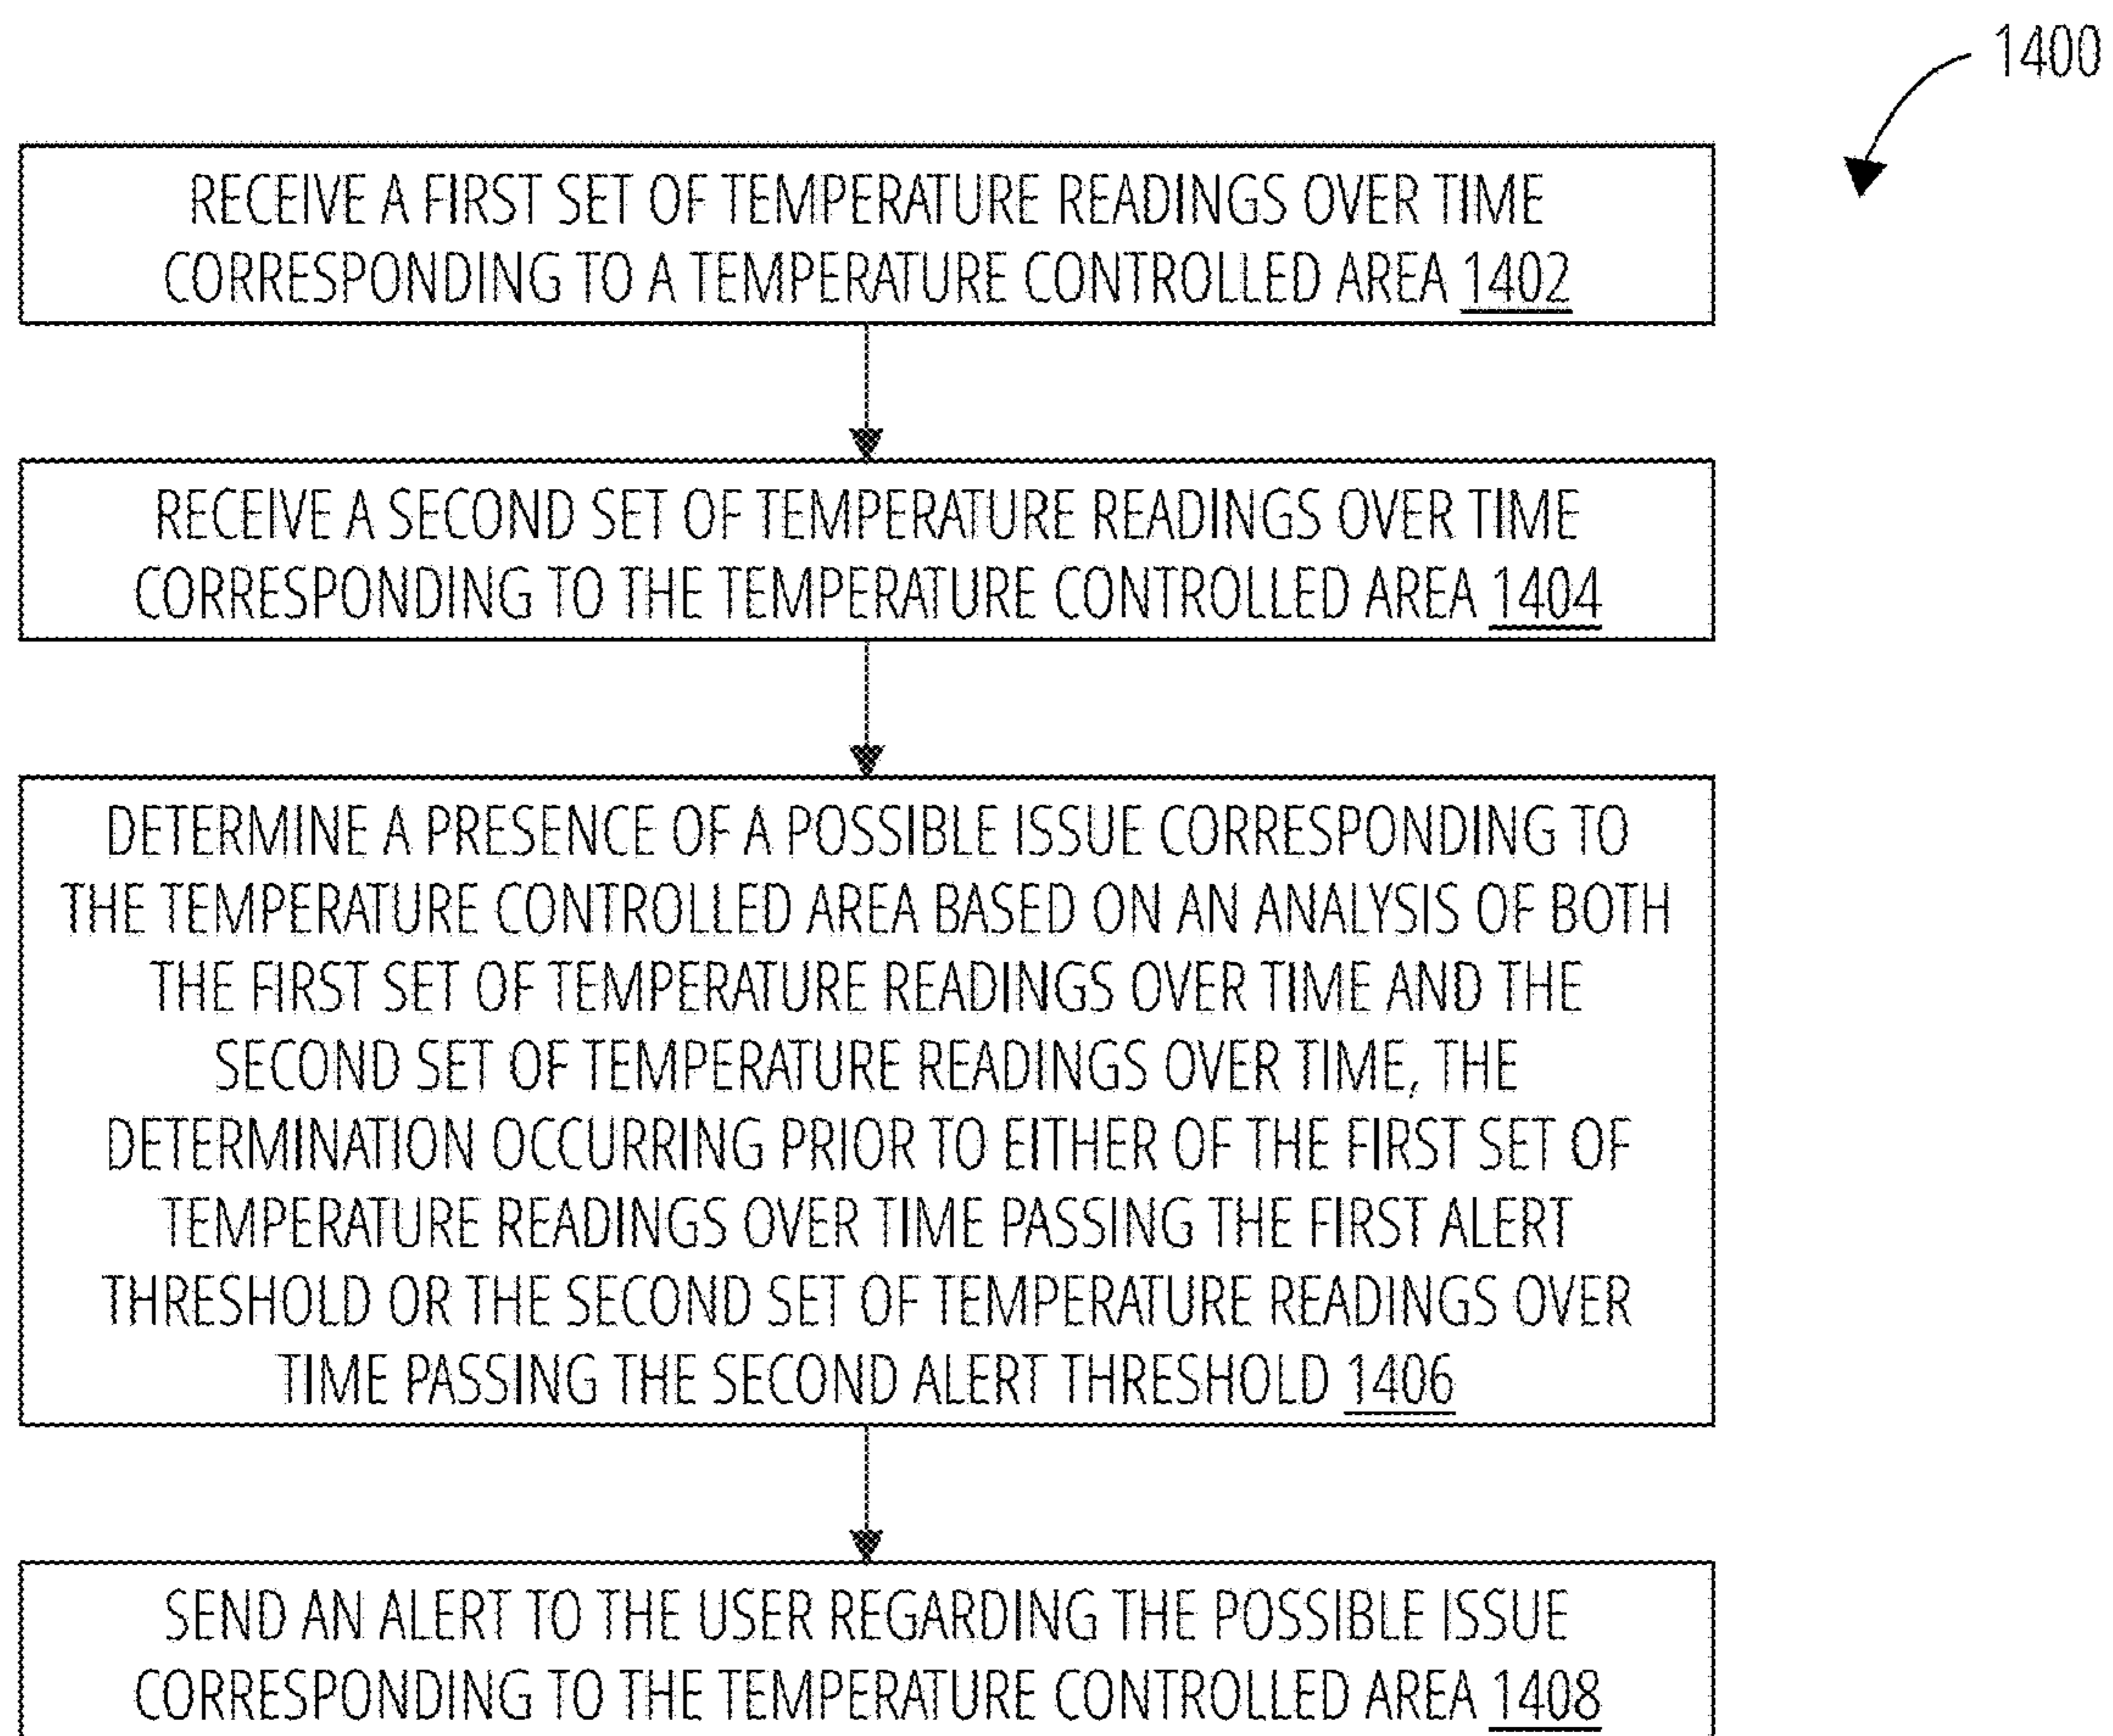 1400
RECEIVE A FIRST SET OF TEMPERATURE READINGS OVER TIME
CORRESPONDING TO A TEMPERATURE CONTROLLED AREA 1402
RECEIVE A SECOND SET OF TEMPERATURE READINGS OVER TIME
CORRESPONDING TO THE TEMPERATURE CONTROLLED AREA 1404
DETERMINE A PRESENCE OF A POSSIBLE ISSUE CORRESPONDING TO
THE TEMPERATURE CONTROLLED AREA BASED ON AN ANALYSIS OF BOTH
THE FIRST SET OF TEMPERATURE READINGS OVER TIME AND THE
SECOND SET OF TEMPERATURE READINGS OVER TIME, THE
DETERMINATION OCCURRING PRIOR TO EITHER OF THE FIRST SET OF
TEMPERATURE READINGS OVER TIME PASSING THE FIRST ALERT
THRESHOLD OR THE SECOND SET OF TEMPERATURE READINGS OVER
TIME PASSING THE SECOND ALERT THRESHOLD 1406
SEND AN ALERT TO THE USER REGARDING THE POSSIBLE ISSUE
CORRESPONDING TO THE TEMPERATURE CONTROLLED AREA 1408